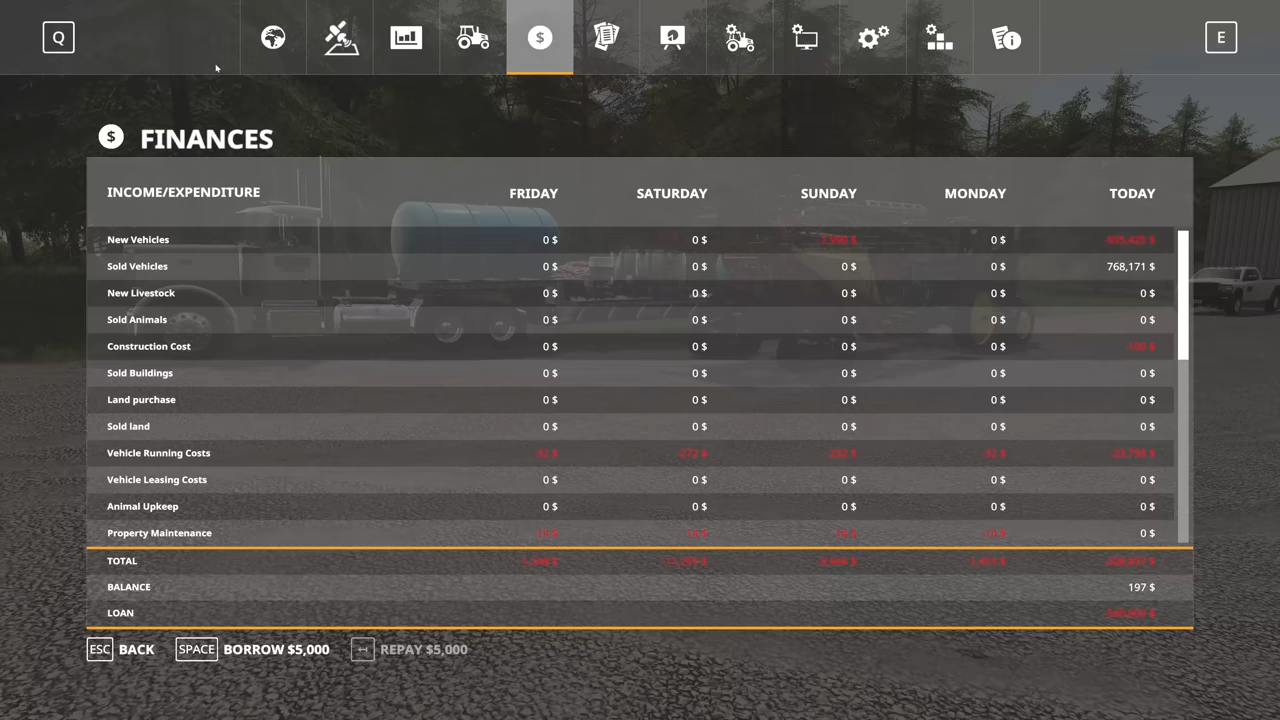 Q
$
E
$ FINANCES
INCOME/EXPENDITURE FRIDAY SATURDAY SUNDAY MONDAY TODAY
New Vehicles 0 $ 0 $ 0 $
Sold Vehicles 0 $ 0 $ 0 $ 0 $ 768,171 $
New Livestock 0 $ 0 $ 0 $ 0 $ 0 $
Sold Animals 0 $ 0 $ 0 $ 0 $ 0 $
Construction Cost 0 $ 0 $ 0 $ 0 $ -100 $
Sold Buildings 0 $ 0 $ 0 $ 0 $ 0 $
Land purchase 0 $ 0 $ 0 $ 0 $ 0 $
Sold land 0 $ 0 $ 0 $ 0 $ 0 $
Vehicle Running Costs -272 $
Vehicle Leasing Costs 0 $ 0 $ 0 $ 0 $ 0 $
Animal Upkeep 0 $ 0 $ 0 $ 0 $ 0 $
Property Maintenance 0 $
TOTAL
BALANCE 197 $
LOAN
ESC BACK SPACE BORROW $5,000 REPAY $5,000